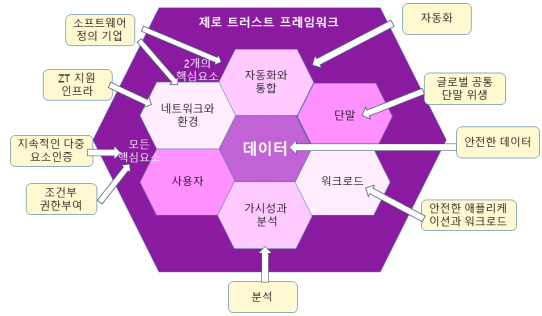 제로 트러스트 프레임워크
소프트웨어
정의 기업
자동화
2개의
핵심요소
자동화와
통합
ZT 지원
인프라
글로벌 공통
단말 위생
네트워크와
환경
단말
지속적인 다중
요소인증
모든
핵심요소
데이터
안전한 데이터
사용자
워크로드
조건부
권한부여
가시성과
분석
안전한 애플리케
이션과 워크로드
분석